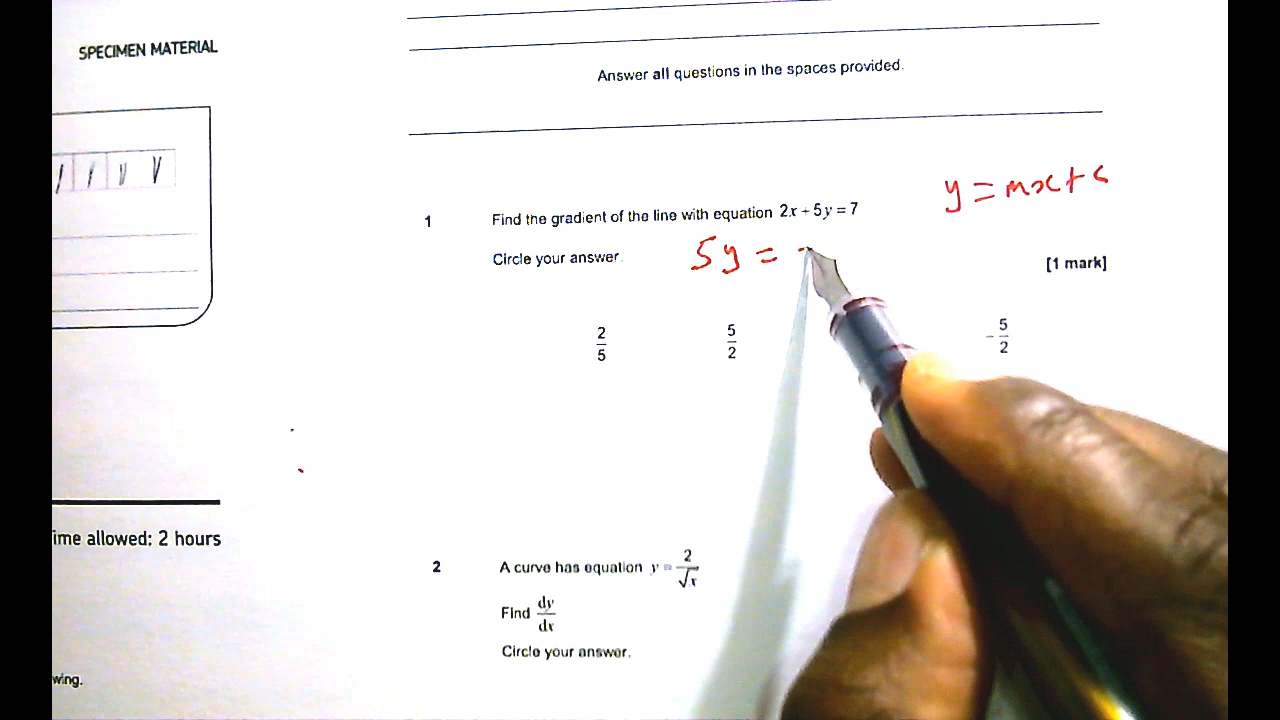 SPECIMEN MATERIAL
Answer all questions in the spaces provided.
y = mx + c
1 Find the gradient of the line with equation 2x + 5y = 7
Circle your answer.
5y = -
[1 mark]
2/5 5/2 -5/2
ime allowed: 2 hours
2 A curve has equation y = 2/√x
Find dy/dx
Circle your answer.
wing.